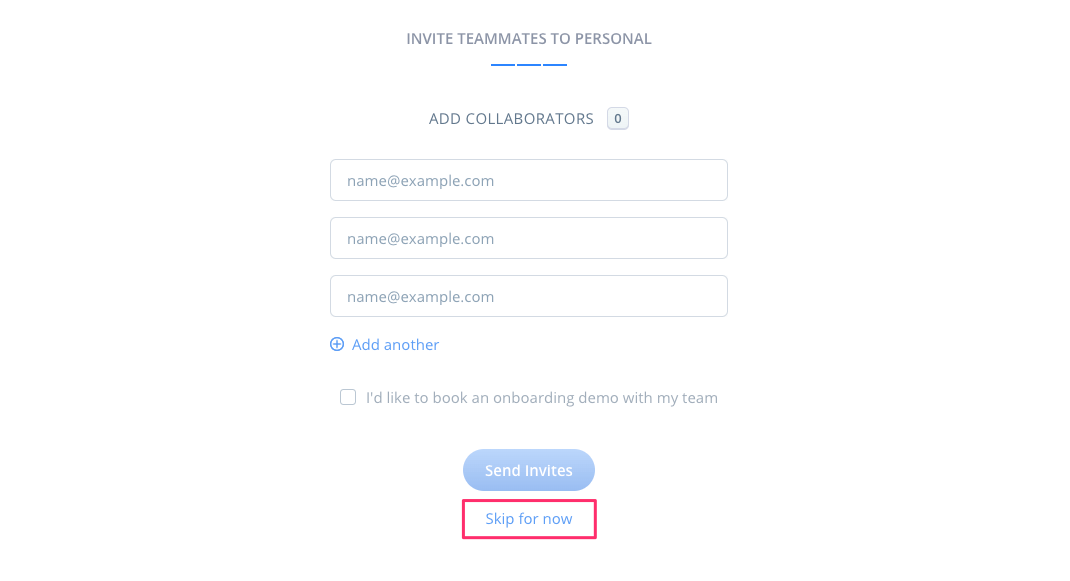 INVITE TEAMMATES TO PERSONAL
ADD COLLABORATORS 0
name@example.com
name@example.com
name@example.com
Add another
I'd like to book an onboarding demo with my team
Send Invites
Skip for now